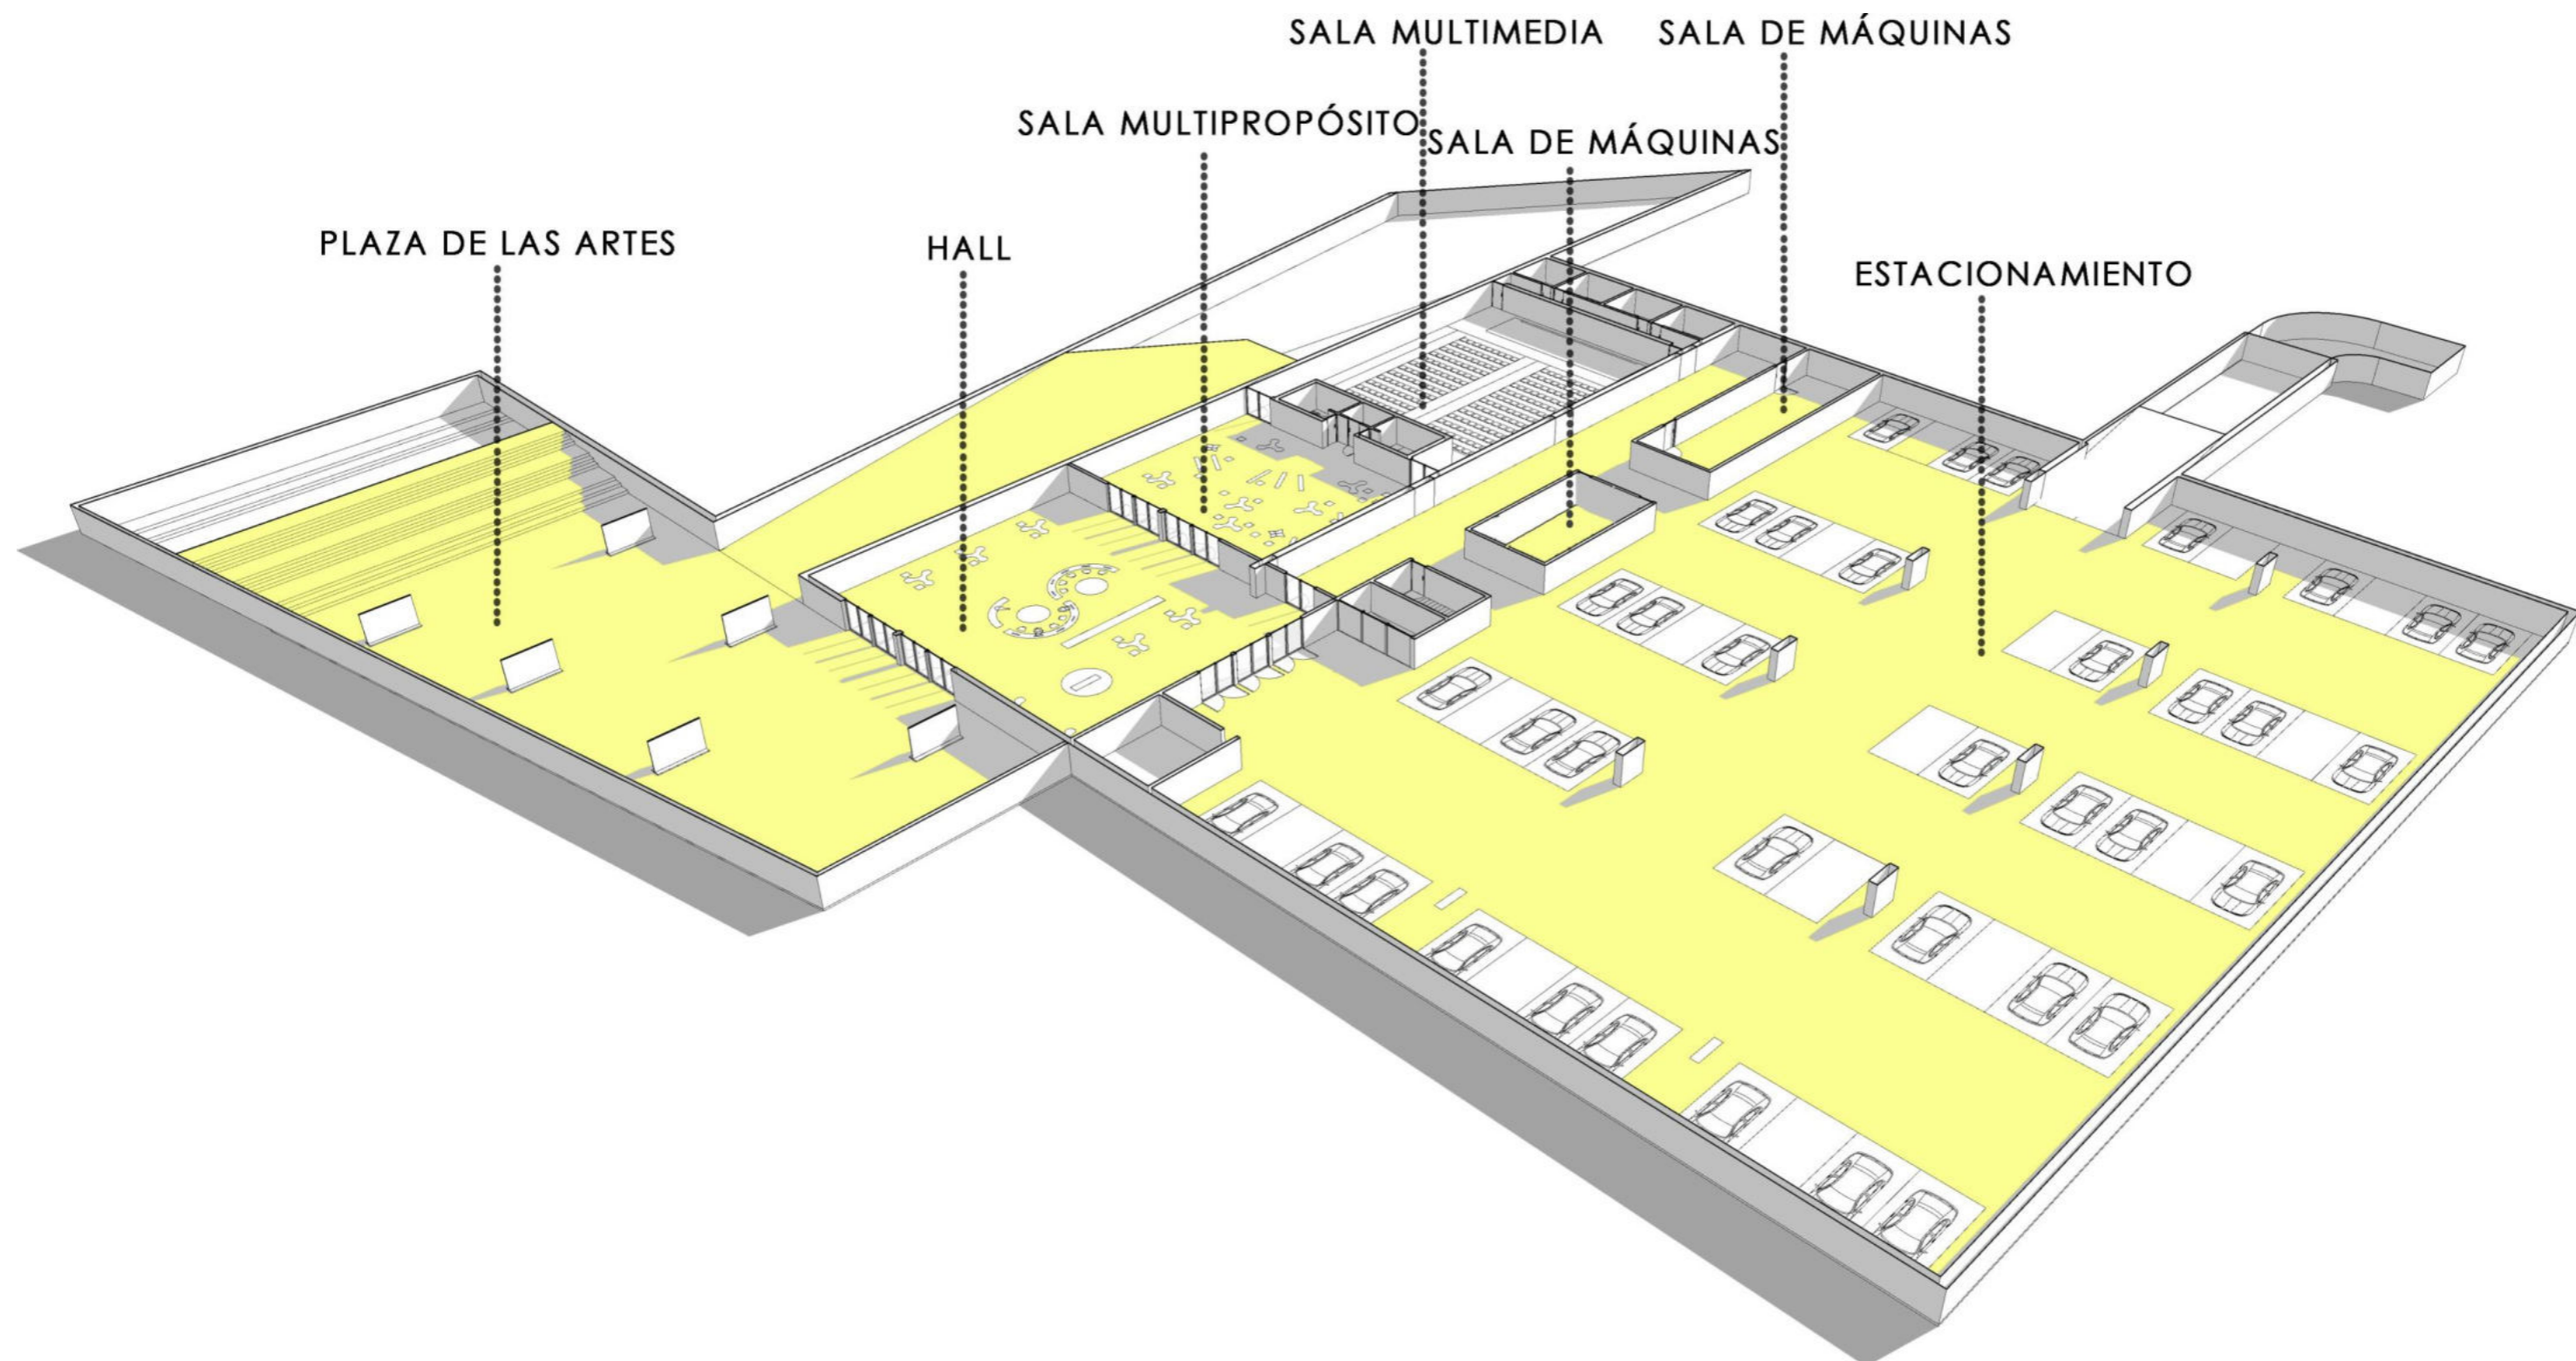 SALA MULTIMEDIA
SALA DE MÁQUINAS
SALA MULTIPROPÓSITO
SALA DE MÁQUINAS
PLAZA DE LAS ARTES
HALL
ESTACIONAMIENTO